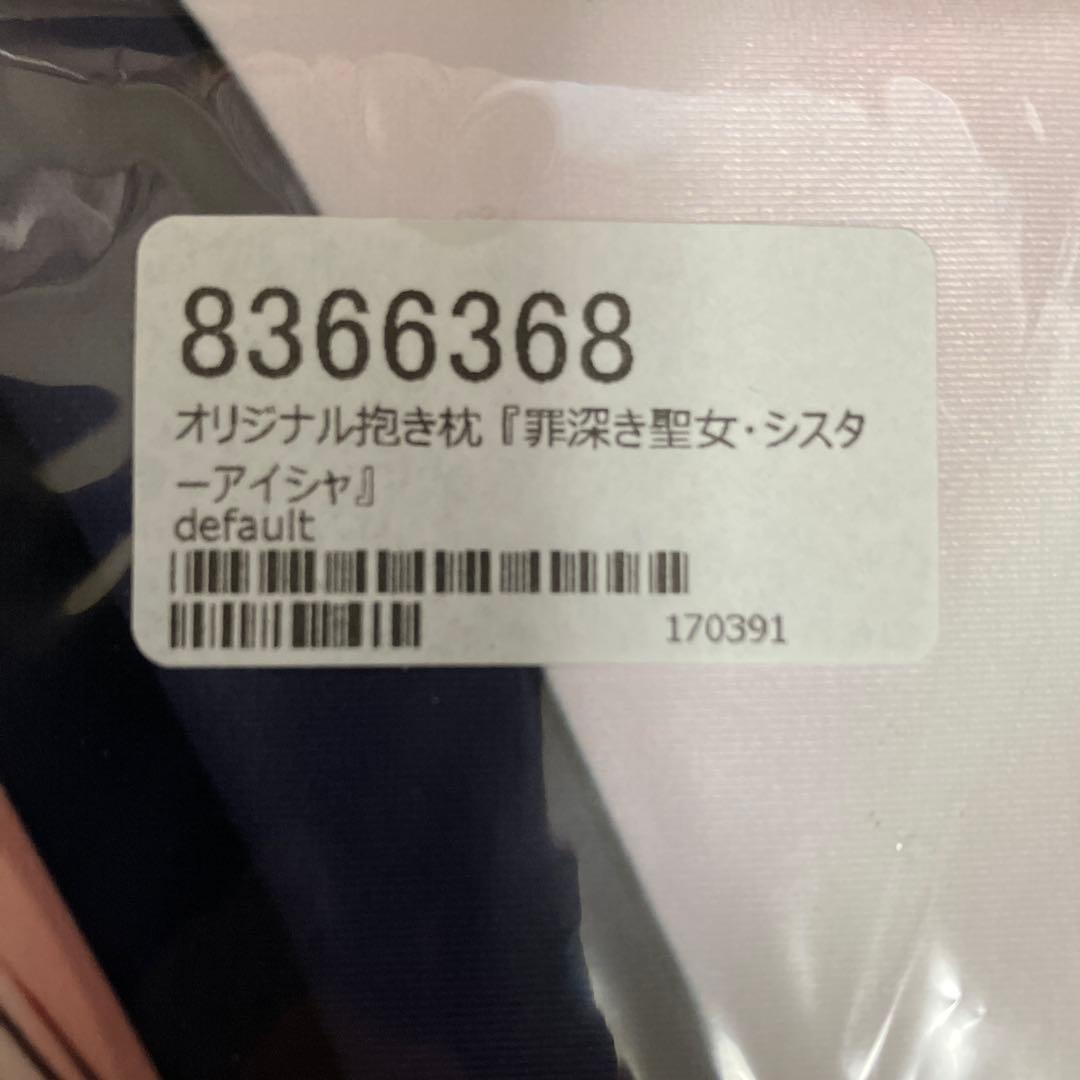 8366368
オリジナル抱き枕『罪深き聖女・シスタ
ーアイシャ』
default
170391